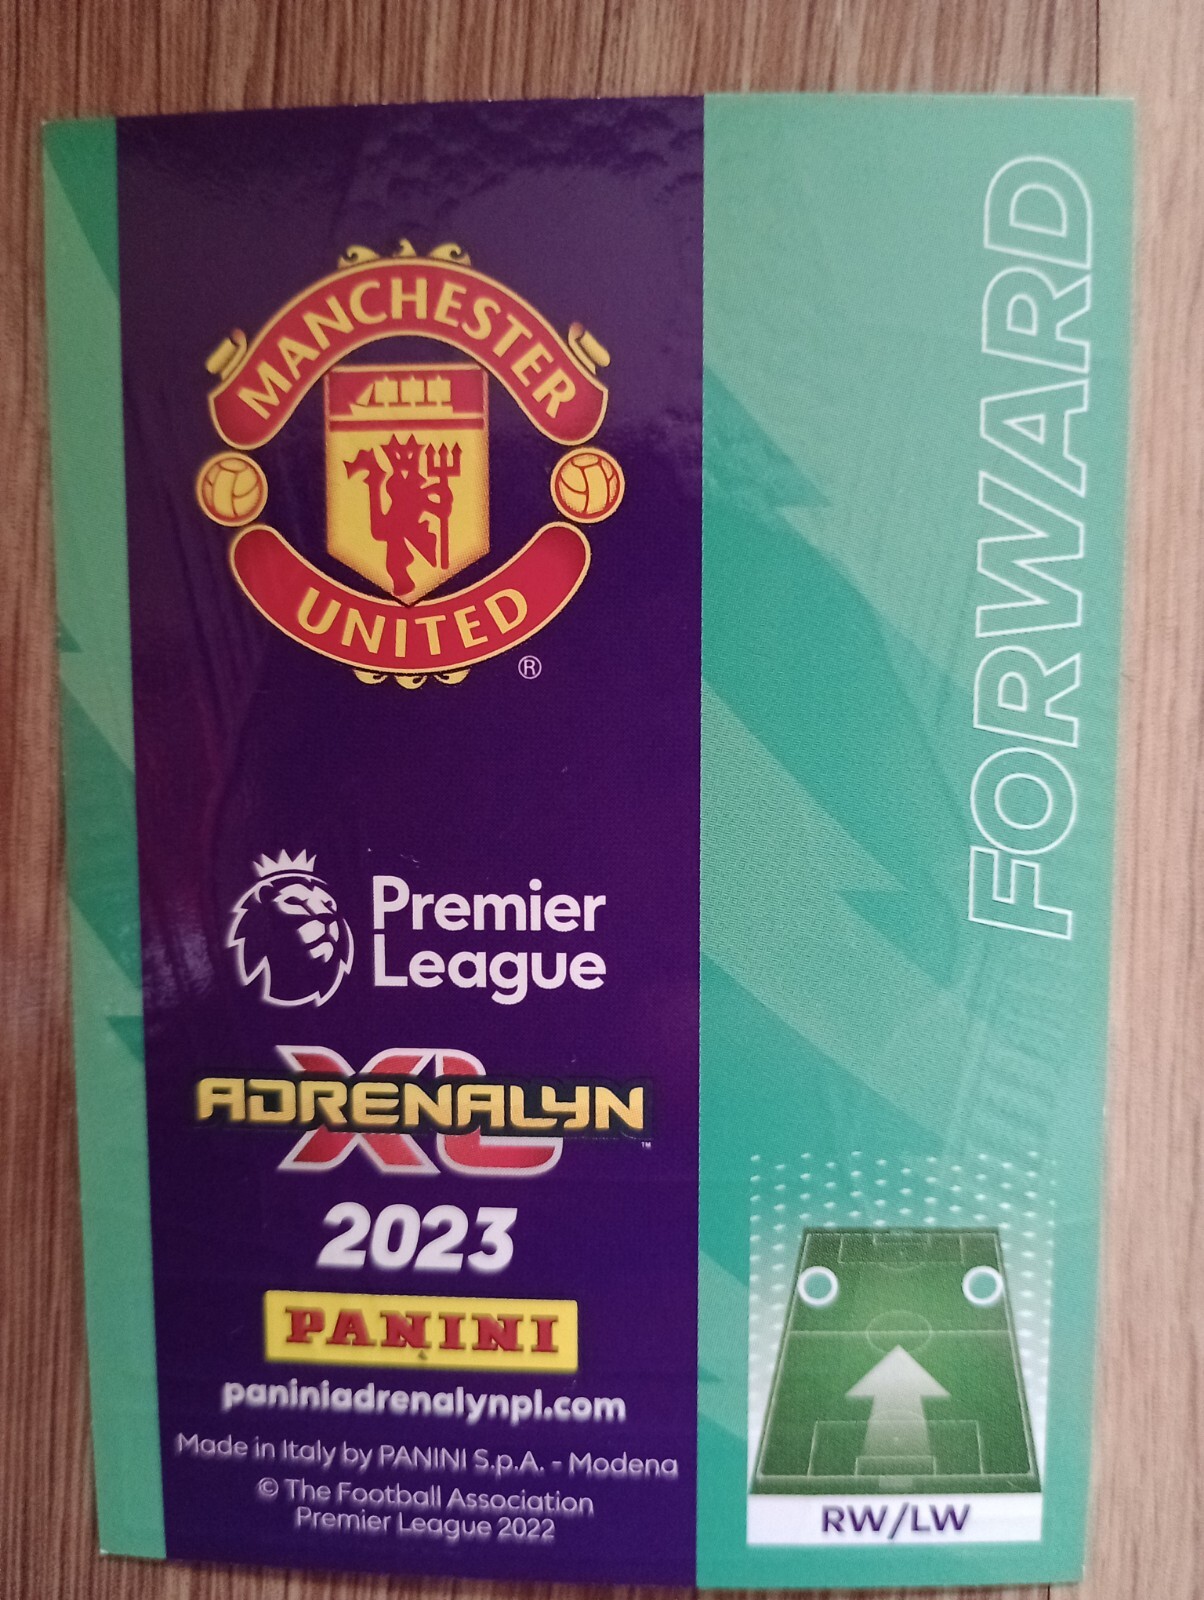 MANCHESTER
UNITED
®
Premier
League
ADRENALYN
XL
™
2023
PANINI
paniniadrenalynpl.com
Made in Italy by PANINI S.p.A. - Modena
© The Football Association
Premier League 2022
FORWARD
RW/LW